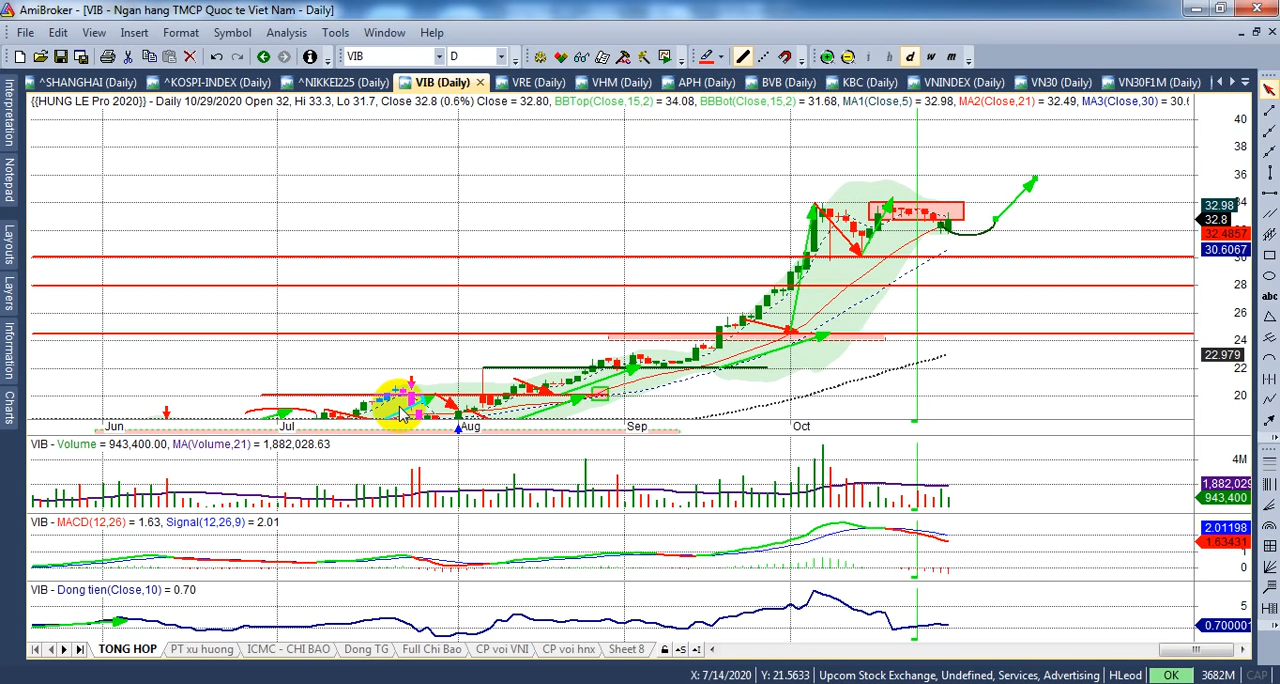 AmiBroker - [VIB - Ngan hang TMCP Quoc te Viet Nam - Daily]
File Edit View Insert Format Symbol Analysis Tools Window Help
VIB D h d w m
^SHANGHAI (Daily) ^KOSPI-INDEX (Daily) ^NIKKEI225 (Daily) VIB (Daily) VRE (Daily) VHM (Daily) APH (Daily) BVB (Daily) KBC (Daily) VNINDEX (Daily) VN30 (Daily) VN30F1M (Daily)
{{HUNG LE Pro 2020}} - Daily 10/29/2020 Open 32, Hi 33.3, Lo 31.7, Close 32.8 (0.6%) Close = 32.80, BBTop(Close,15,2) = 34.08, BBBot(Close,15,2) = 31.68, MA1(Close,5) = 32.98, MA2(Close,21) = 32.49, MA3(Close,30) = 30.6
Interpretation
Notepad
Layouts
Layers
Information
Charts
40
38
36
34
32.98
32.8
32.4857
30.6067
28
26
24
22.979
22
20
Jun Jul Aug Sep Oct
VIB - Volume = 943,400.00, MA(Volume,21) = 1,882,028.63
4M
1,882,029
943,400
VIB - MACD(12,26) = 1.63, Signal(12,26,9) = 2.01
2.01198
1.63431
0
VIB - Dong tien(Close,10) = 0.70
5
0.700001
abc
TONG HOP PT xu huong ICMC - CHI BAO Dong TG Full Chi Bao CP voi VNI CP voi hnx Sheet 8
X: 7/14/2020 Y: 21.5633 Upcom Stock Exchange, Undefined, Services, Advertising HLeod OK 3682M CAP